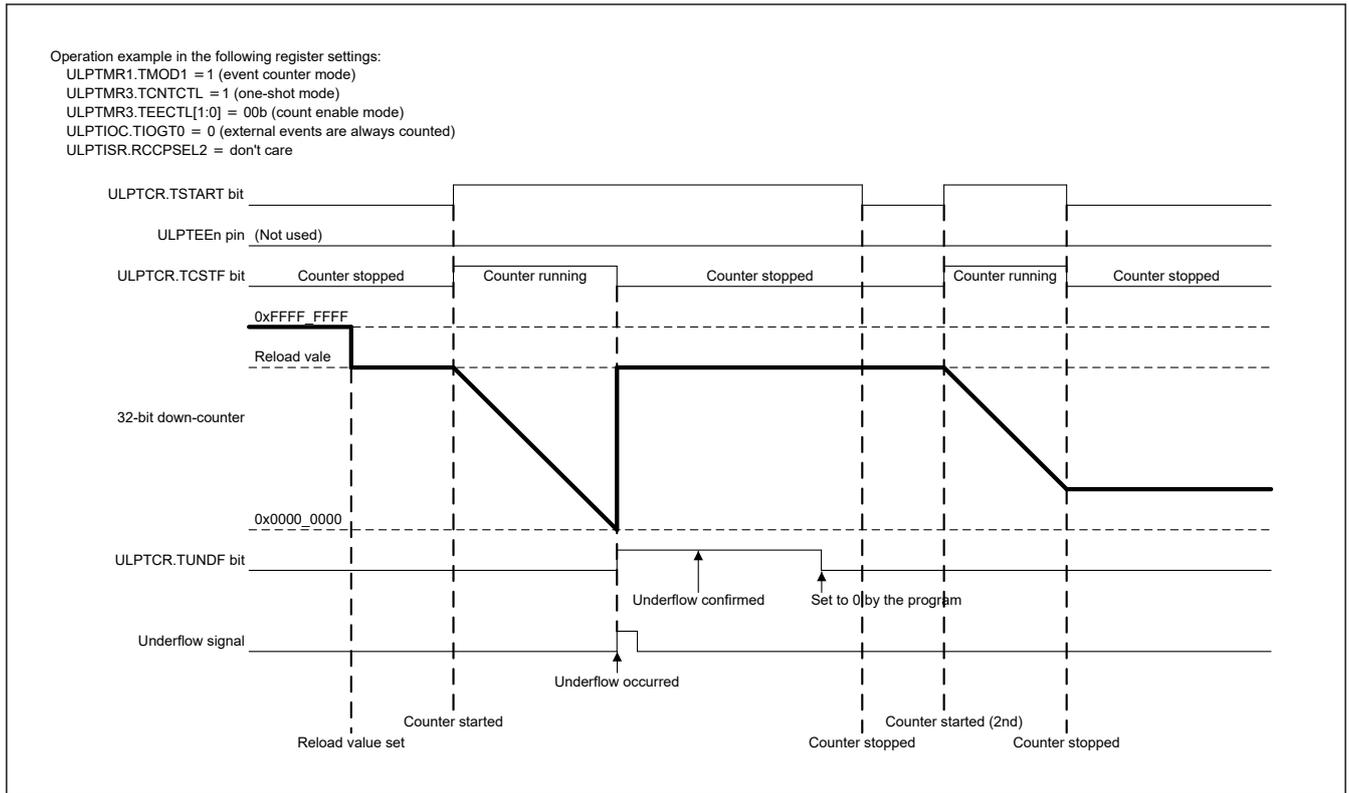 Operation example in the following register settings:
ULPTMR1.TMOD1 = 1 (event counter mode)
ULPTMR3.TCNTCTL = 1 (one-shot mode)
ULPTMR3.TEECTL[1:0] = 00b (count enable mode)
ULPTIOC.TIOGT0 = 0 (external events are always counted)
ULPTISR.RCCPSEL2 = don't care
ULPTCR.TSTART bit
ULPTEEn pin (Not used)
ULPTCR.TCSTF bit Counter stopped Counter running Counter stopped Counter running Counter stopped
0xFFFF_FFFF
Reload vale
32-bit down-counter
0x0000_0000
ULPTCR.TUNDF bit
Underflow confirmed Set to 0 by the program
Underflow signal
Underflow occurred
Counter started Counter started (2nd)
Reload value set Counter stopped Counter stopped